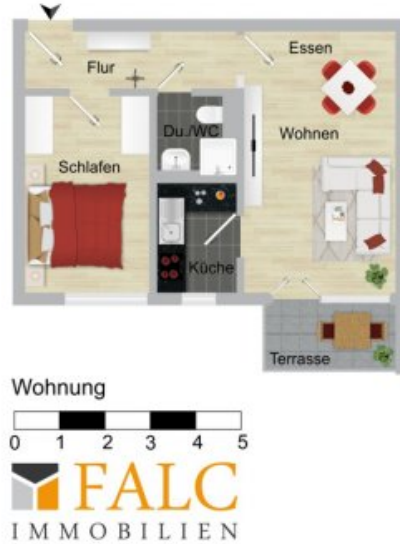 Essen
Flur
Du./WC
Wohnen
Schlafen
Küche
Terrasse
Wohnung
0 1 2 3 4 5
FALC
IMMOBILIEN